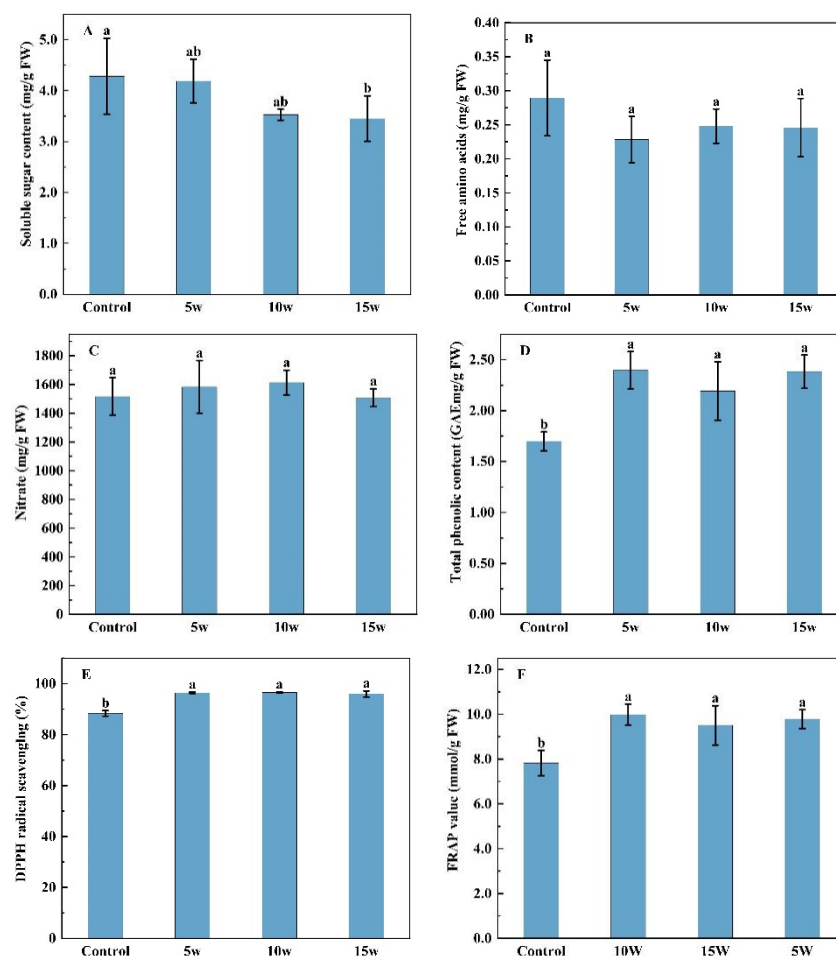 A
Soluble sugar content (mg/g FW)
5.0
4.0
3.0
2.0
1.0
0.0
a
ab
ab
b
Control 5w 10w 15w
B
Free amino acids (mg/g FW)
0.40
0.35
0.30
0.25
0.20
0.15
0.10
0.05
0.00
a
a
a
a
Control 5w 10w 15w
C
Nitrate (mg/g FW)
1800
1600
1400
1200
1000
800
600
400
200
0
a
a
a
a
Control 5w 10w 15w
D
Total phenolic content (GAEmg/g FW)
2.50
2.25
1.75
1.50
1.00
0.50
0.00
b
a
a
a
Control 5w 10w 15w
E
DPPH radical scavenging (%)
100
80
60
40
20
0
b
a
a
a
Control 5w 10w 15w
F
FRAP value (mmol/g FW)
12.0
10.0
8.0
6.0
4.0
2.0
0.0
b
a
a
a
Control 10W 15W 5W